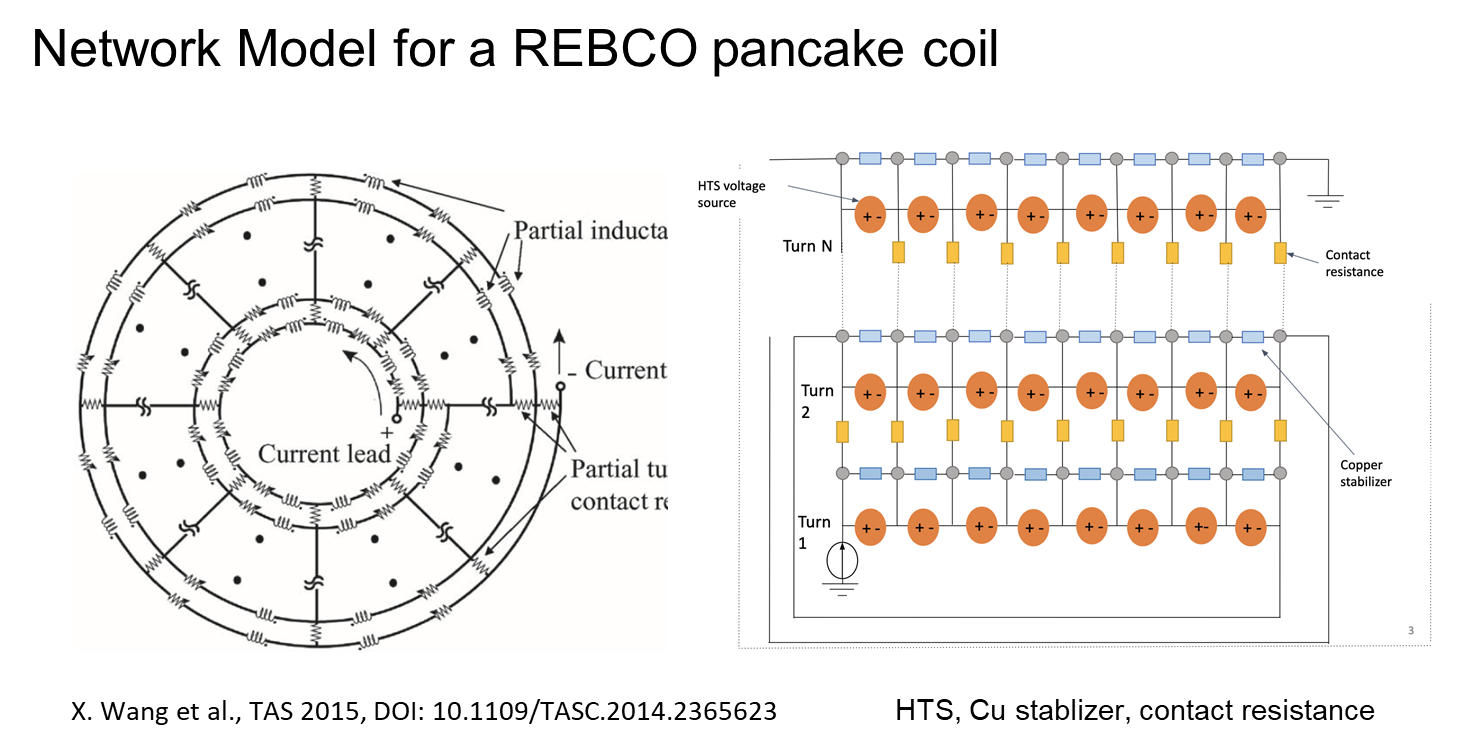 Network Model for a REBCO pancake coil
Partial inducta
- Current
+
Current lead
Partial tu
contact re
HTS voltage
source
+ - + - + - + - + - + - + - + -
Turn N
Contact
resistance
Turn
2
+ - + - + - + - + - + - + - + -
Copper
stabilizer
Turn
1
+ - + - + - + - + - + - +- + -
3
X. Wang et al., TAS 2015, DOI: 10.1109/TASC.2014.2365623
HTS, Cu stablizer, contact resistance